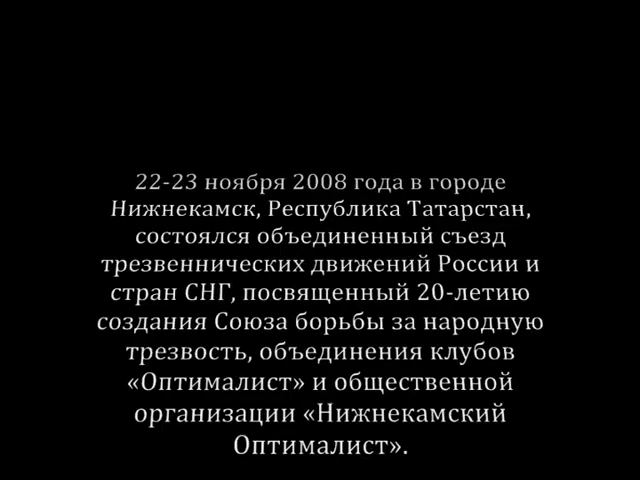 22-23 ноября 2008 года в городе
Нижнекамск, Республика Татарстан,
состоялся объединенный съезд
трезвеннических движений России и
стран СНГ, посвященный 20-летию
создания Союза борьбы за народную
трезвость, объединения клубов
«Оптималист» и общественной
организации «Нижнекамский
Оптималист».